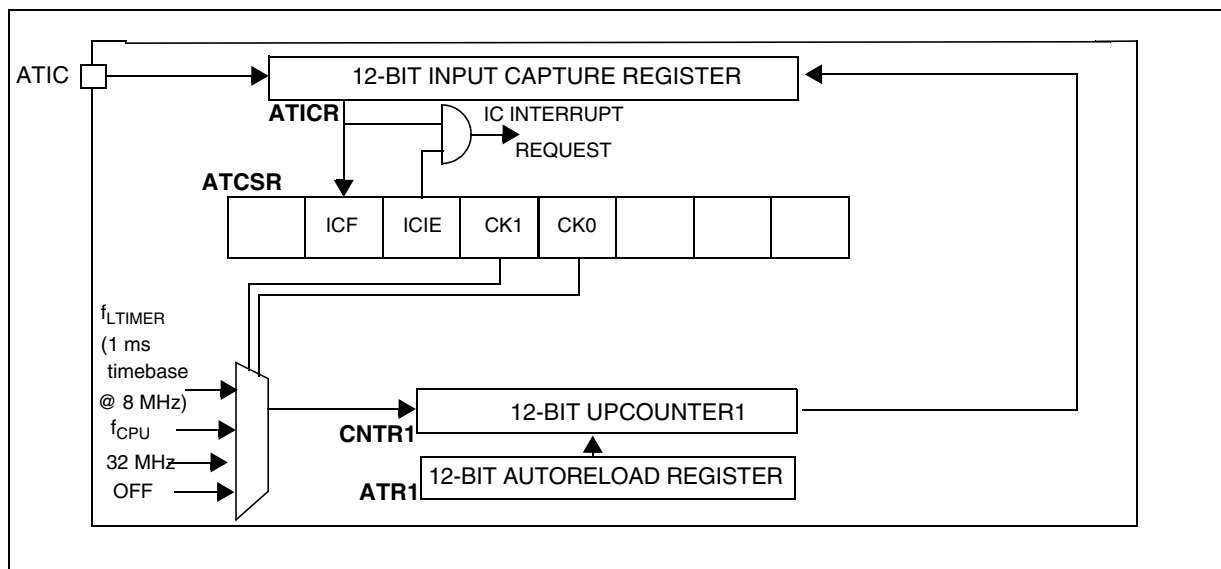 ATIC
12-BIT INPUT CAPTURE REGISTER
ATICR
IC INTERRUPT
REQUEST
ATCSR
ICF
ICIE
CK1
CK0
fLTIMER
(1 ms
timebase
@ 8 MHz)
fCPU
32 MHz
OFF
12-BIT UPCOUNTER1
CNTR1
12-BIT AUTORELOAD REGISTER
ATR1